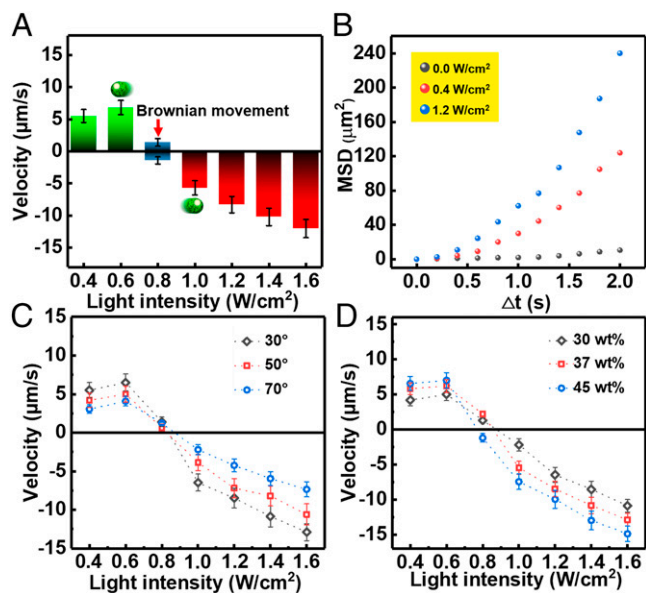 A
Velocity (μm/s)
15
10
5
0
-5
-10
-15
Brownian movement
0.4 0.6 0.8 1.0 1.2 1.4 1.6
Light intensity (W/cm²)
B
MSD (μm²)
240
200
160
120
80
40
0
0.0 W/cm²
0.4 W/cm²
1.2 W/cm²
0.0 0.5 1.0 1.5 2.0
Δt (s)
C
Velocity (μm/s)
15
10
5
0
-5
-10
-15
30°
50°
70°
0.4 0.6 0.8 1.0 1.2 1.4 1.6
Light intensity (W/cm²)
D
Velocity (μm/s)
15
10
5
0
-5
-10
-15
30 wt%
37 wt%
45 wt%
0.4 0.6 0.8 1.0 1.2 1.4 1.6
Light intensity (W/cm²)